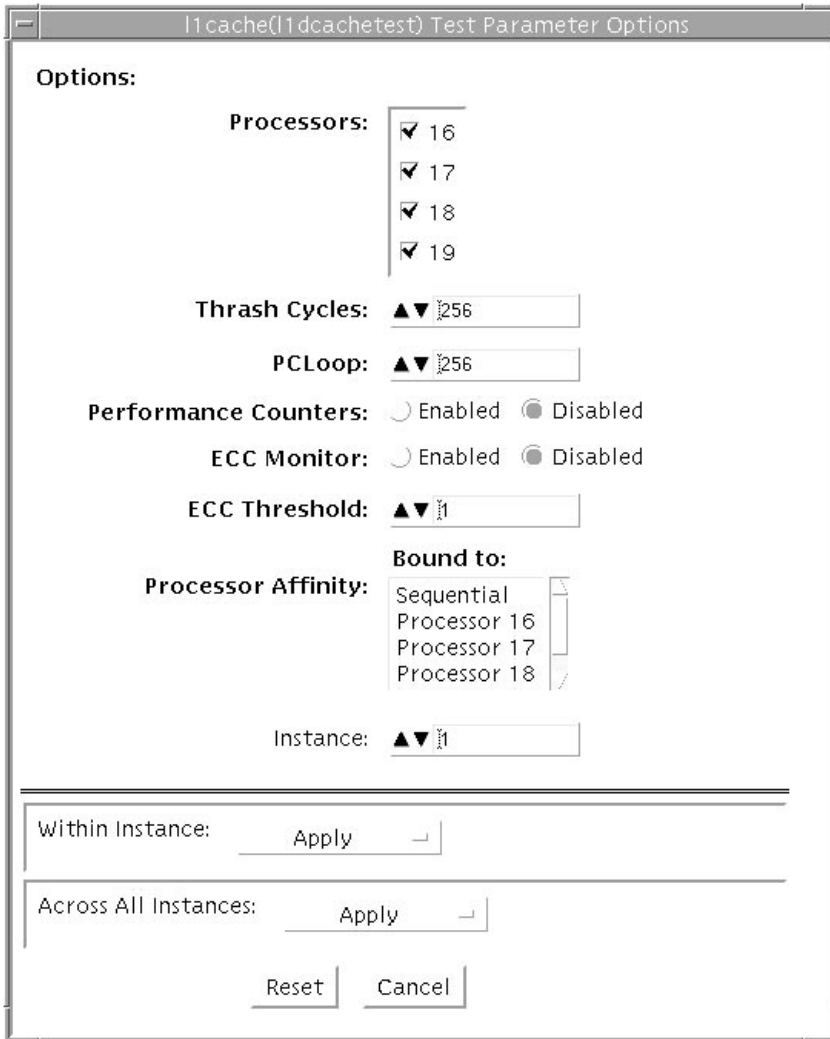 l1cache(l1dcachetest) Test Parameter Options
Options:
Processors:
16
17
18
19
Thrash Cycles: 256
PCLoop: 256
Performance Counters: Enabled Disabled
ECC Monitor: Enabled Disabled
ECC Threshold: 1
Bound to:
Processor Affinity:
Sequential
Processor 16
Processor 17
Processor 18
Instance: 1
Within Instance: Apply
Across All Instances: Apply
Reset Cancel